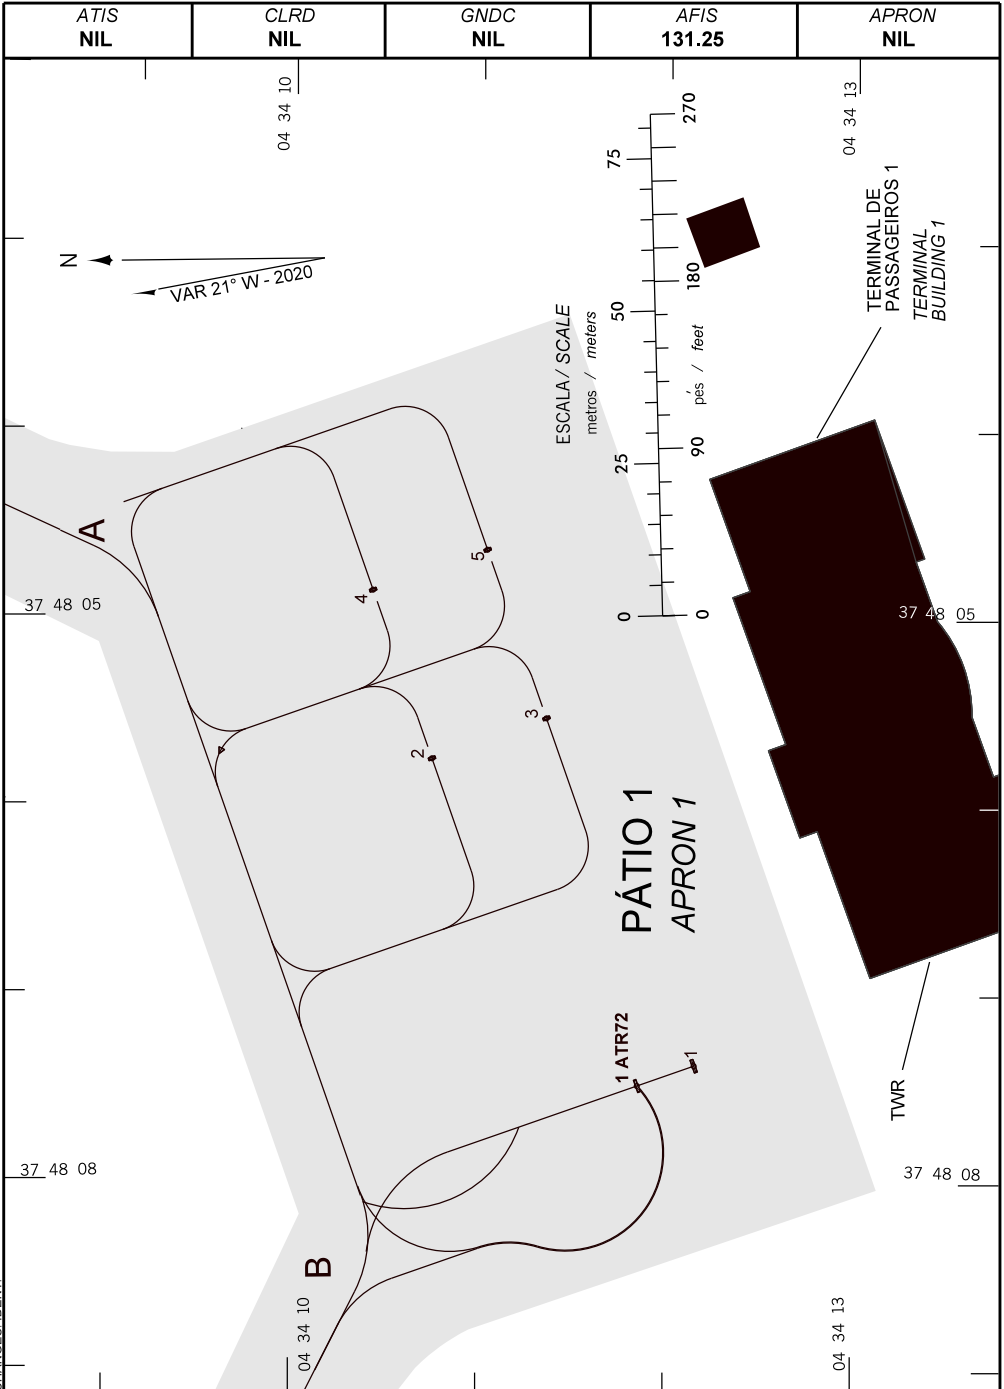 ATIS
NIL
CLRD
NIL
GNDC
NIL
AFIS
131.25
APRON
NIL
04 34 10
04 34 13
N
VAR 21° W - 2020
ESCALA / SCALE
metros / meters
0
25
50
75
pés / feet
0
90
180
270
TERMINAL DE
PASSAGEIROS 1
TERMINAL
BUILDING 1
A
37 48 05
37 48 05
4
5
2
3
PÁTIO 1
APRON 1
1 ATR72
1
TWR
37 48 08
37 48 08
B
04 34 10
04 34 13